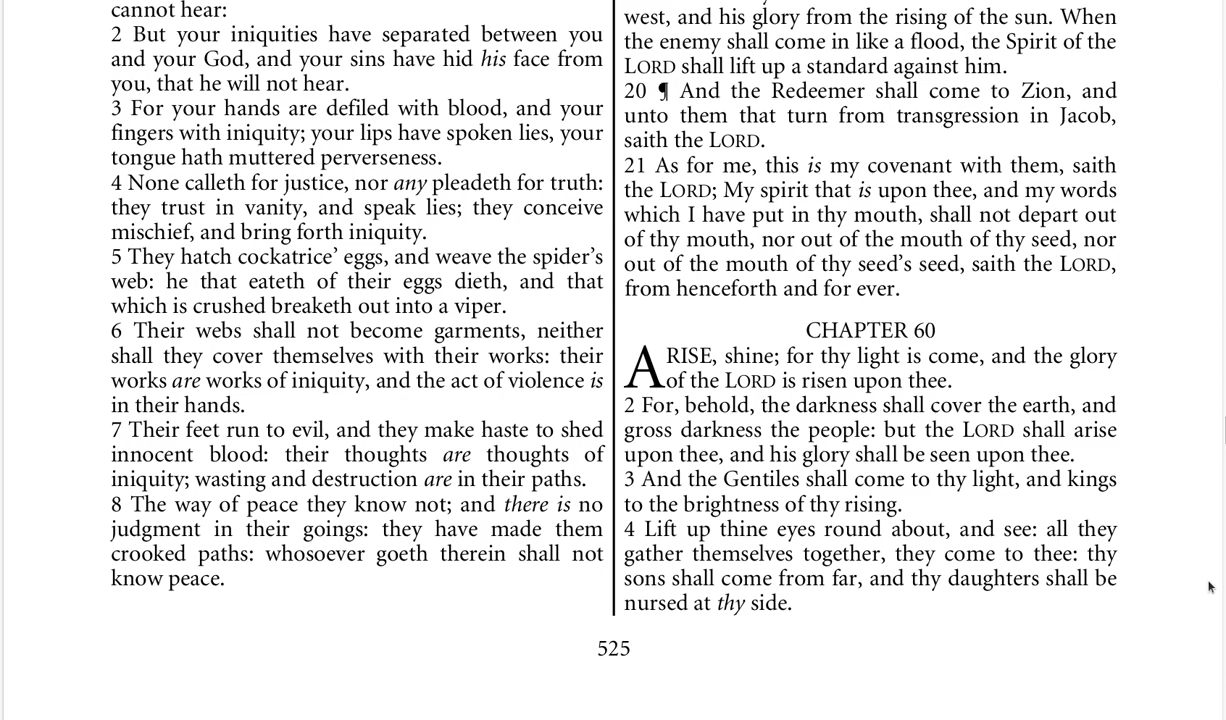 cannot hear:
2 But your iniquities have separated between you
and your God, and your sins have hid his face from
you, that he will not hear.
3 For your hands are defiled with blood, and your
fingers with iniquity; your lips have spoken lies, your
tongue hath muttered perverseness.
4 None calleth for justice, nor any pleadeth for truth:
they trust in vanity, and speak lies; they conceive
mischief, and bring forth iniquity.
5 They hatch cockatrice’ eggs, and weave the spider’s
web: he that eateth of their eggs dieth, and that
which is crushed breaketh out into a viper.
6 Their webs shall not become garments, neither
shall they cover themselves with their works: their
works are works of iniquity, and the act of violence is
in their hands.
7 Their feet run to evil, and they make haste to shed
innocent blood: their thoughts are thoughts of
iniquity; wasting and destruction are in their paths.
8 The way of peace they know not; and there is no
judgment in their goings: they have made them
crooked paths: whosoever goeth therein shall not
know peace.
west, and his glory from the rising of the sun. When
the enemy shall come in like a flood, the Spirit of the
LORD shall lift up a standard against him.
20 ¶ And the Redeemer shall come to Zion, and
unto them that turn from transgression in Jacob,
saith the LORD.
21 As for me, this is my covenant with them, saith
the LORD; My spirit that is upon thee, and my words
which I have put in thy mouth, shall not depart out
of thy mouth, nor out of the mouth of thy seed, nor
out of the mouth of thy seed’s seed, saith the LORD,
from henceforth and for ever.
CHAPTER 60
ARISE, shine; for thy light is come, and the glory
of the LORD is risen upon thee.
2 For, behold, the darkness shall cover the earth, and
gross darkness the people: but the LORD shall arise
upon thee, and his glory shall be seen upon thee.
3 And the Gentiles shall come to thy light, and kings
to the brightness of thy rising.
4 Lift up thine eyes round about, and see: all they
gather themselves together, they come to thee: thy
sons shall come from far, and thy daughters shall be
nursed at thy side.
525